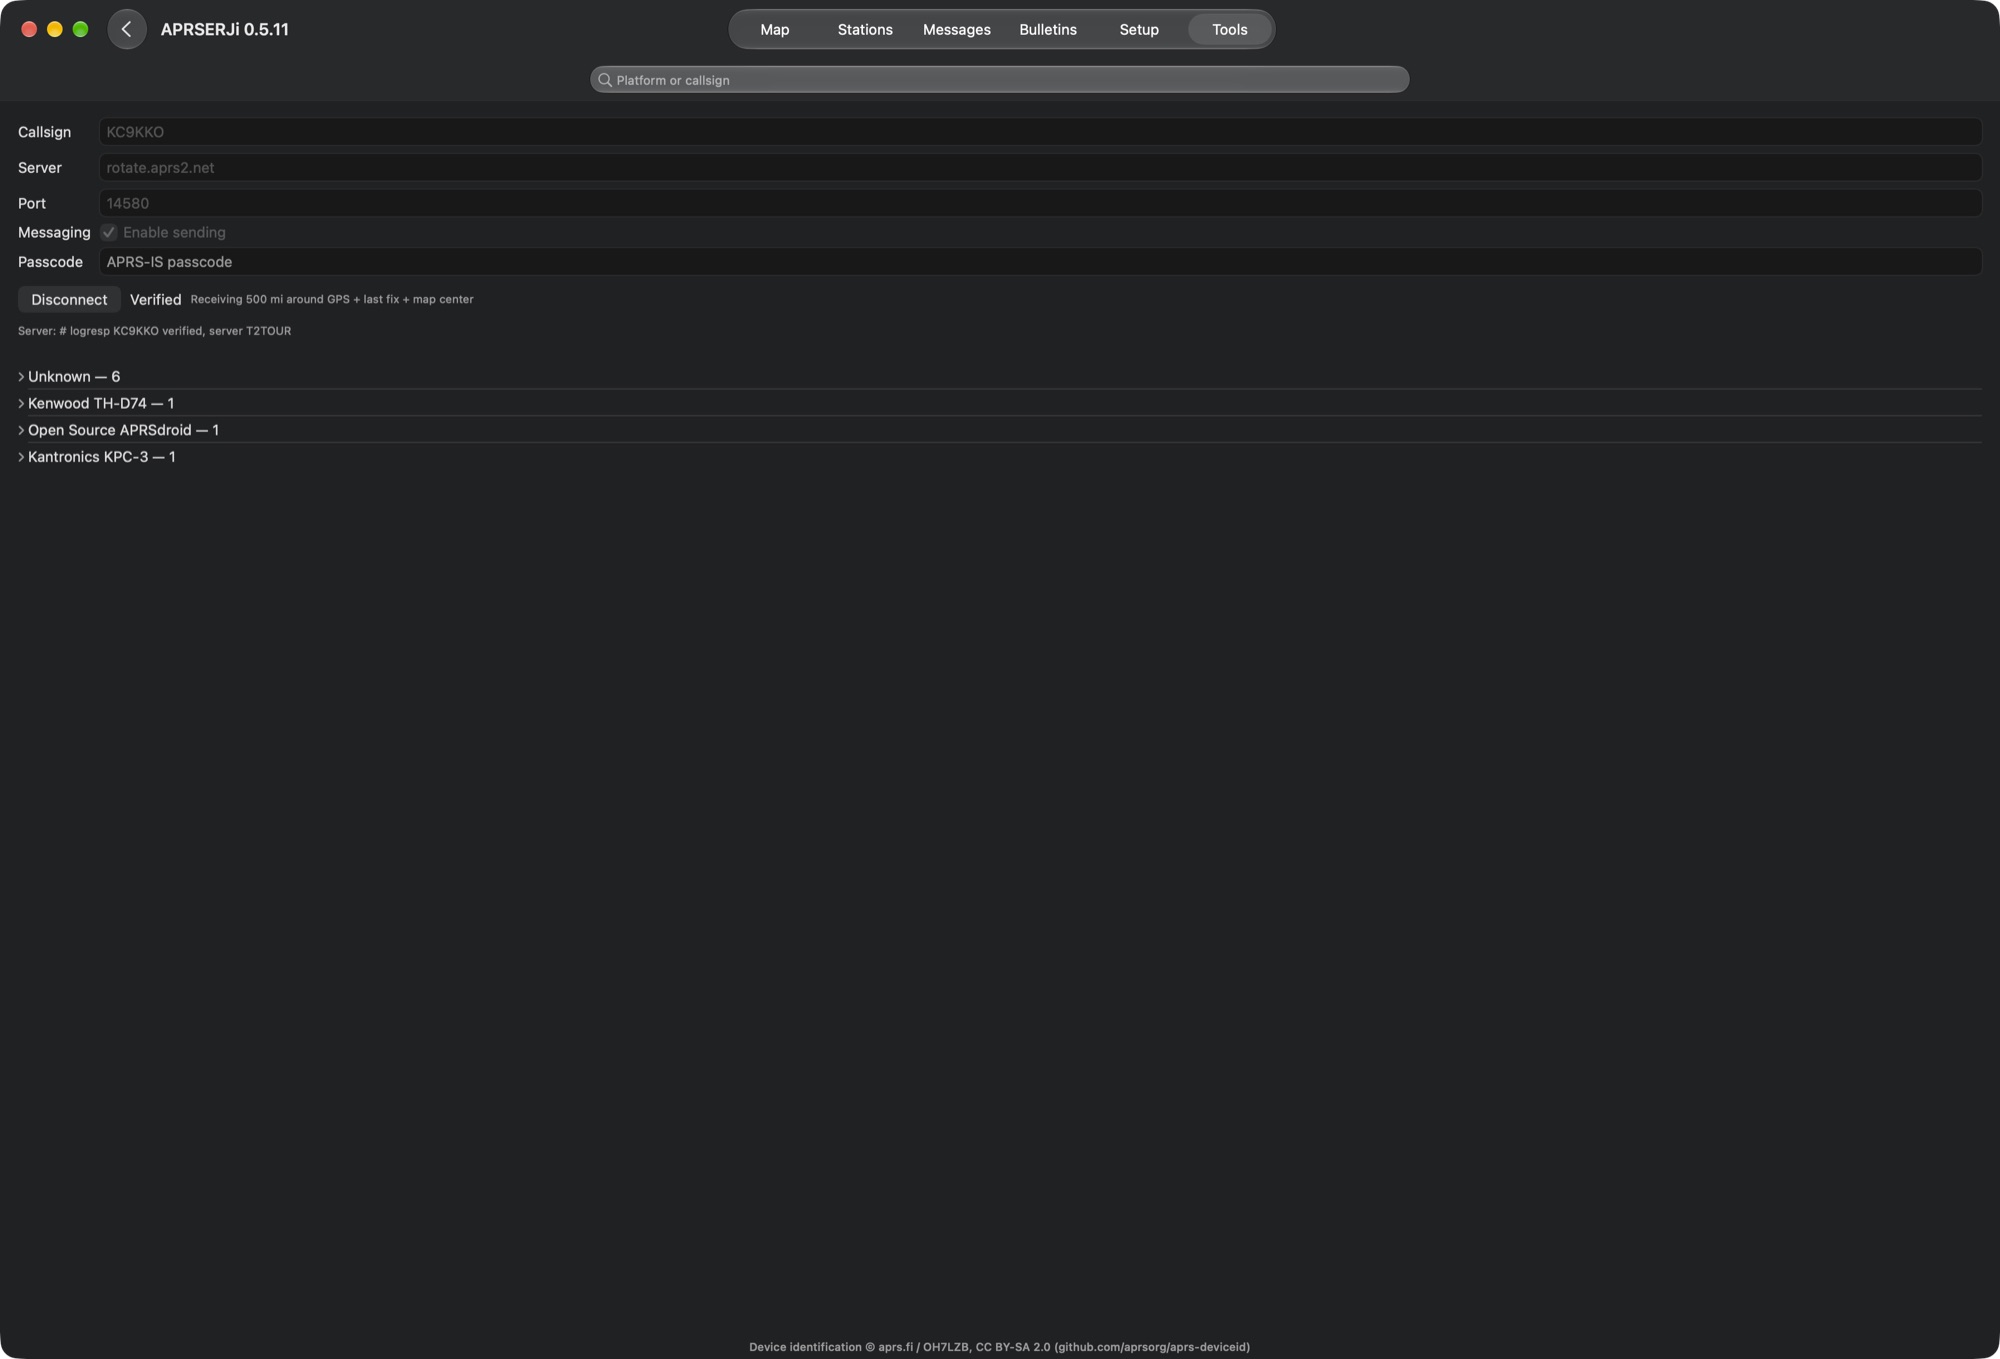 APRSERJi 0.5.11
Map Stations Messages Bulletins Setup Tools
Platform or callsign
Callsign KC9KKO
Server rotate.aprs2.net
Port 14580
Messaging Enable sending
Passcode APRS-IS passcode
Disconnect Verified Receiving 500 mi around GPS + last fix + map center
Server: # logresp KC9KKO verified, server T2TOUR
Unknown — 6
Kenwood TH-D74 — 1
Open Source APRSdroid — 1
Kantronics KPC-3 — 1
Device identification © aprs.fi / OH7LZB, CC BY-SA 2.0 (github.com/aprsorg/aprs-deviceid)